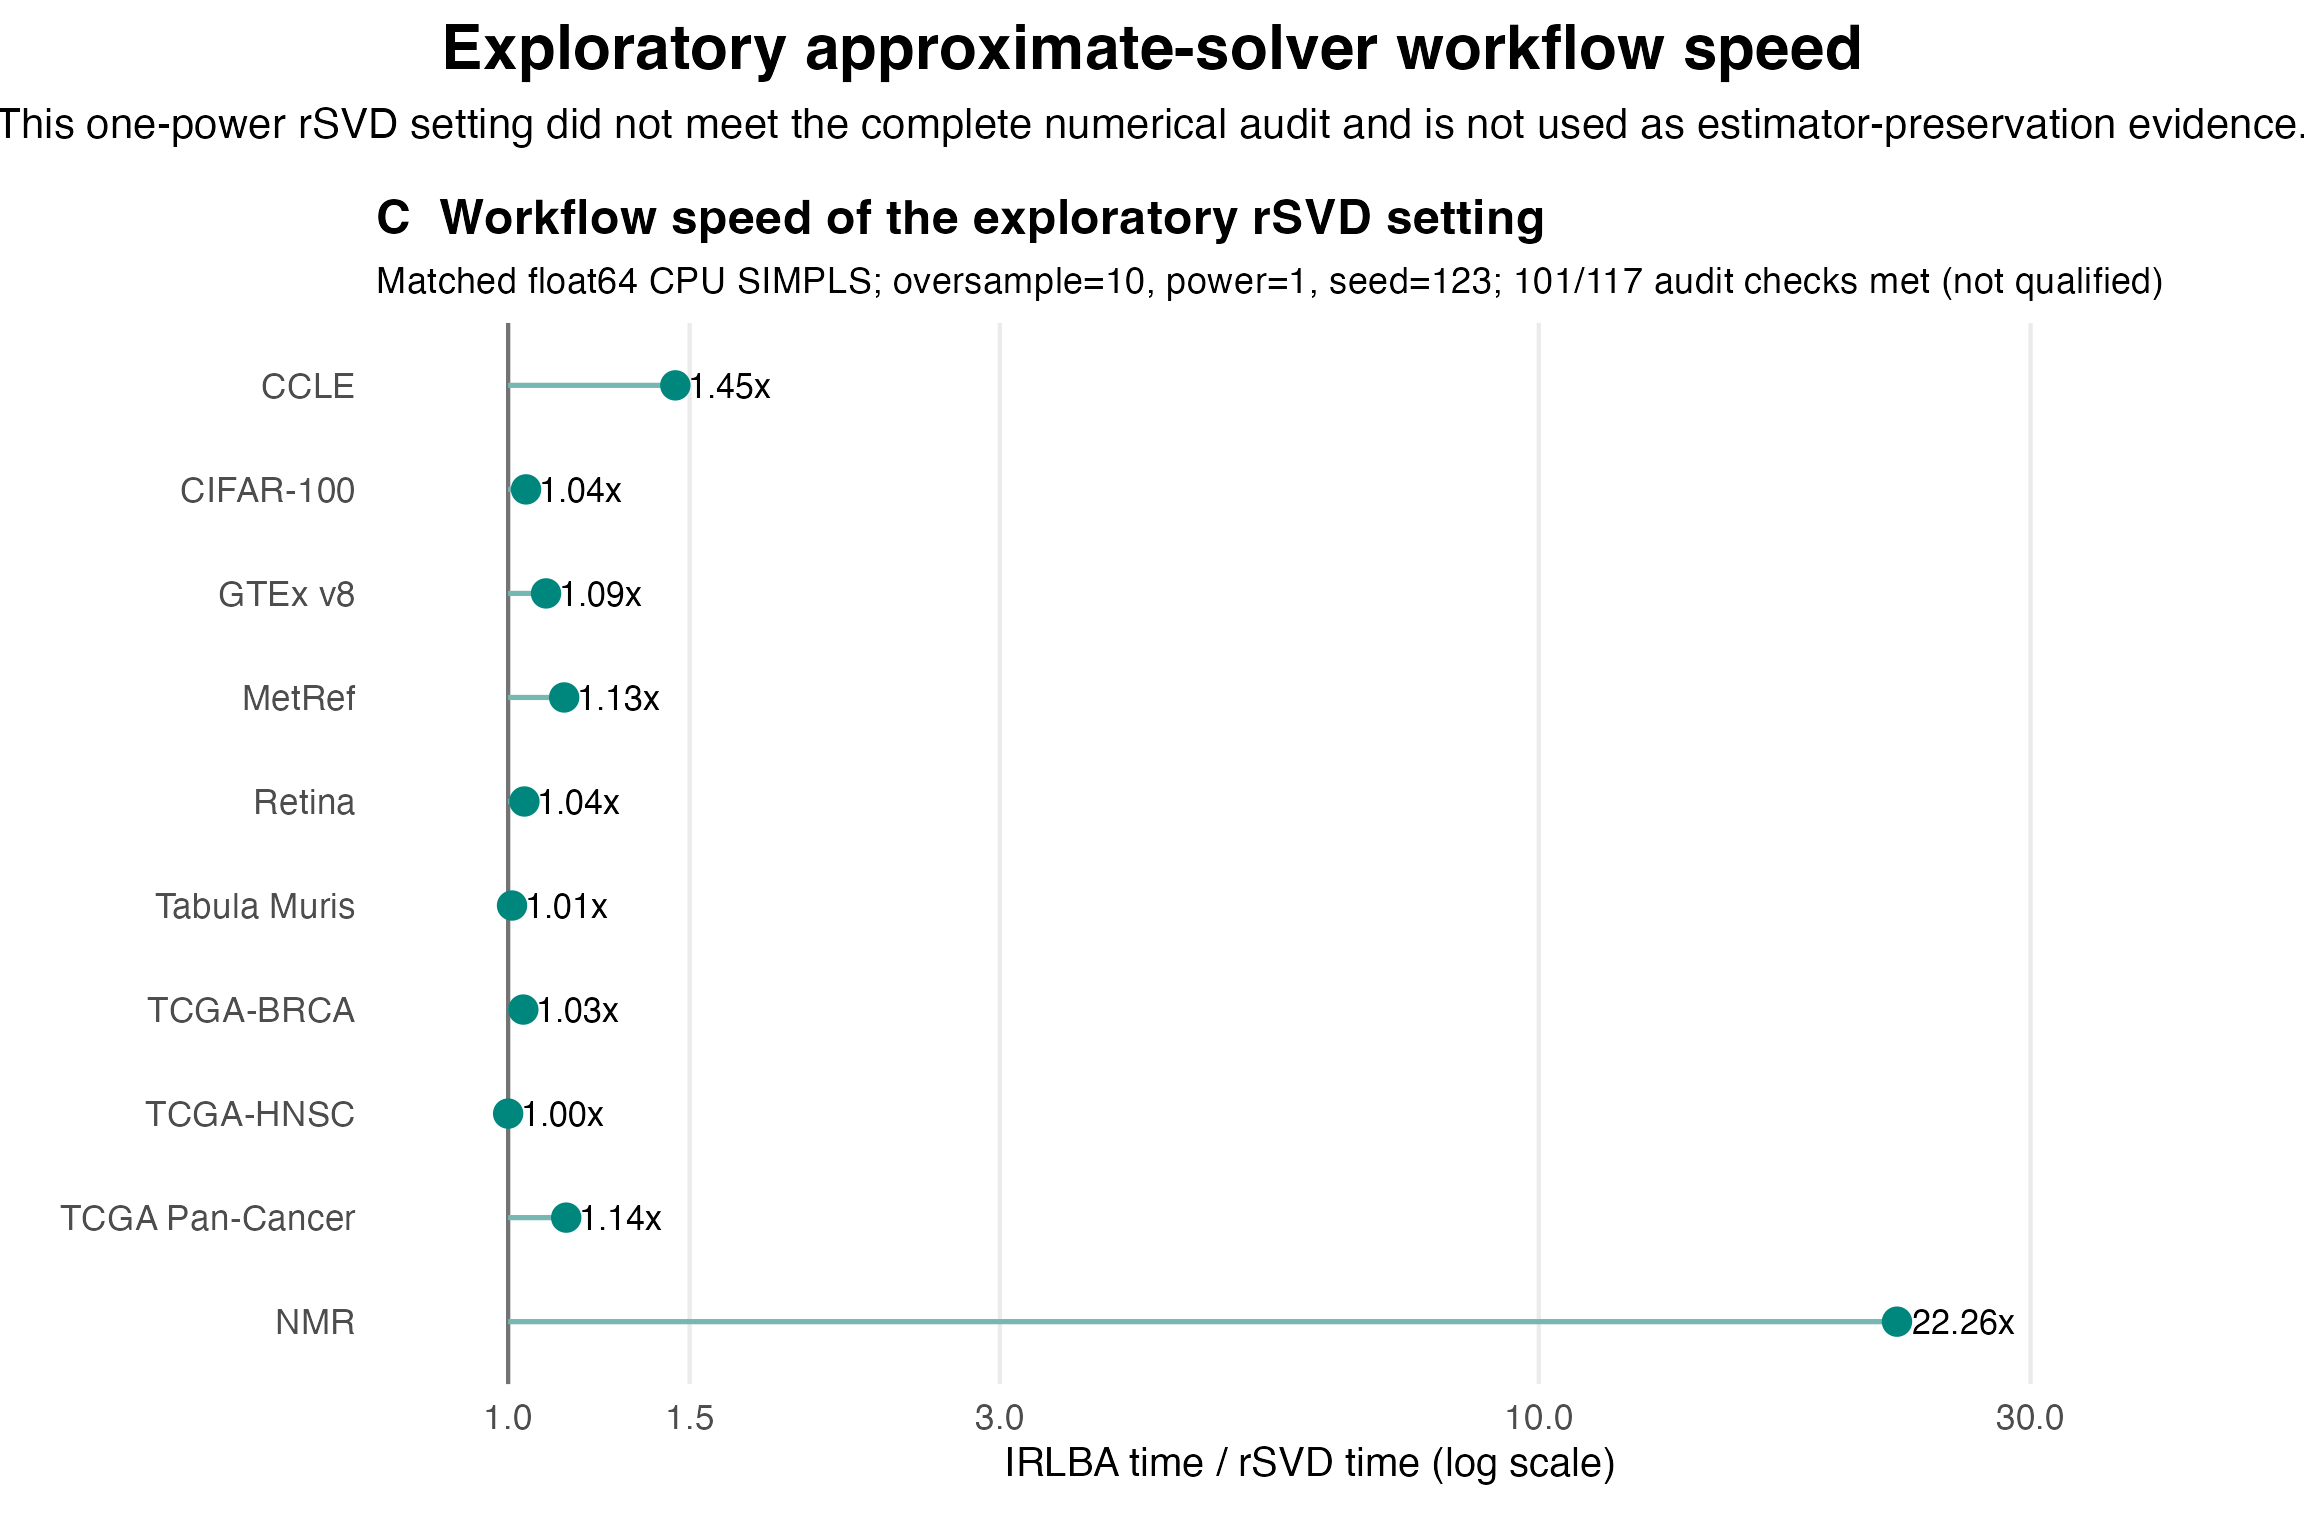 Exploratory approximate-solver workflow speed
This one-power rSVD setting did not meet the complete numerical audit and is not used as estimator-preservation evidence.
C Workflow speed of the exploratory rSVD setting
Matched float64 CPU SIMPLS; oversample=10, power=1, seed=123; 101/117 audit checks met (not qualified)
CCLE 1.45x
CIFAR-100 1.04x
GTEx v8 1.09x
MetRef 1.13x
Retina 1.04x
Tabula Muris 1.01x
TCGA-BRCA 1.03x
TCGA-HNSC 1.00x
TCGA Pan-Cancer 1.14x
NMR 22.26x
1.0 1.5 3.0 10.0 30.0
IRLBA time / rSVD time (log scale)